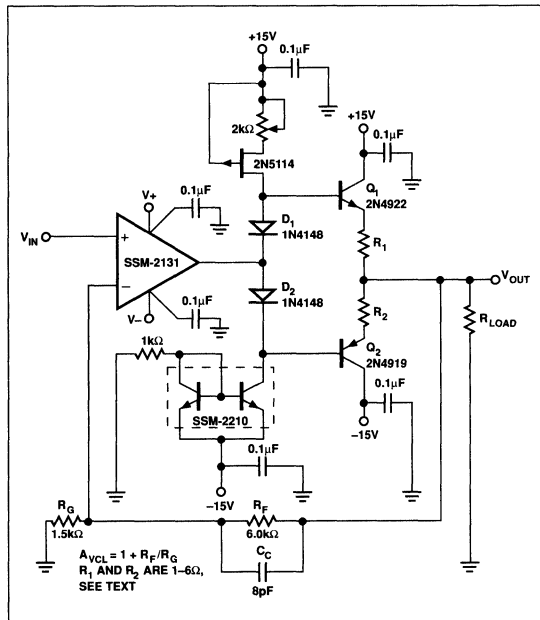 +15V
0.1μF
2kΩ
2N5114
+15V
0.1μF
Q1
2N4922
V+
0.1μF
D1
1N4148
R1
VIN
+
SSM-2131
−
VOUT
D2
1N4148
R2
RLOAD
V−
0.1μF
1kΩ
Q2
2N4919
SSM-2210
0.1μF
−15V
0.1μF
−15V
RG
1.5kΩ
RF
6.0kΩ
CC
8pF
AVCL = 1 + RF/RG
R1 AND R2 ARE 1–6Ω,
SEE TEXT